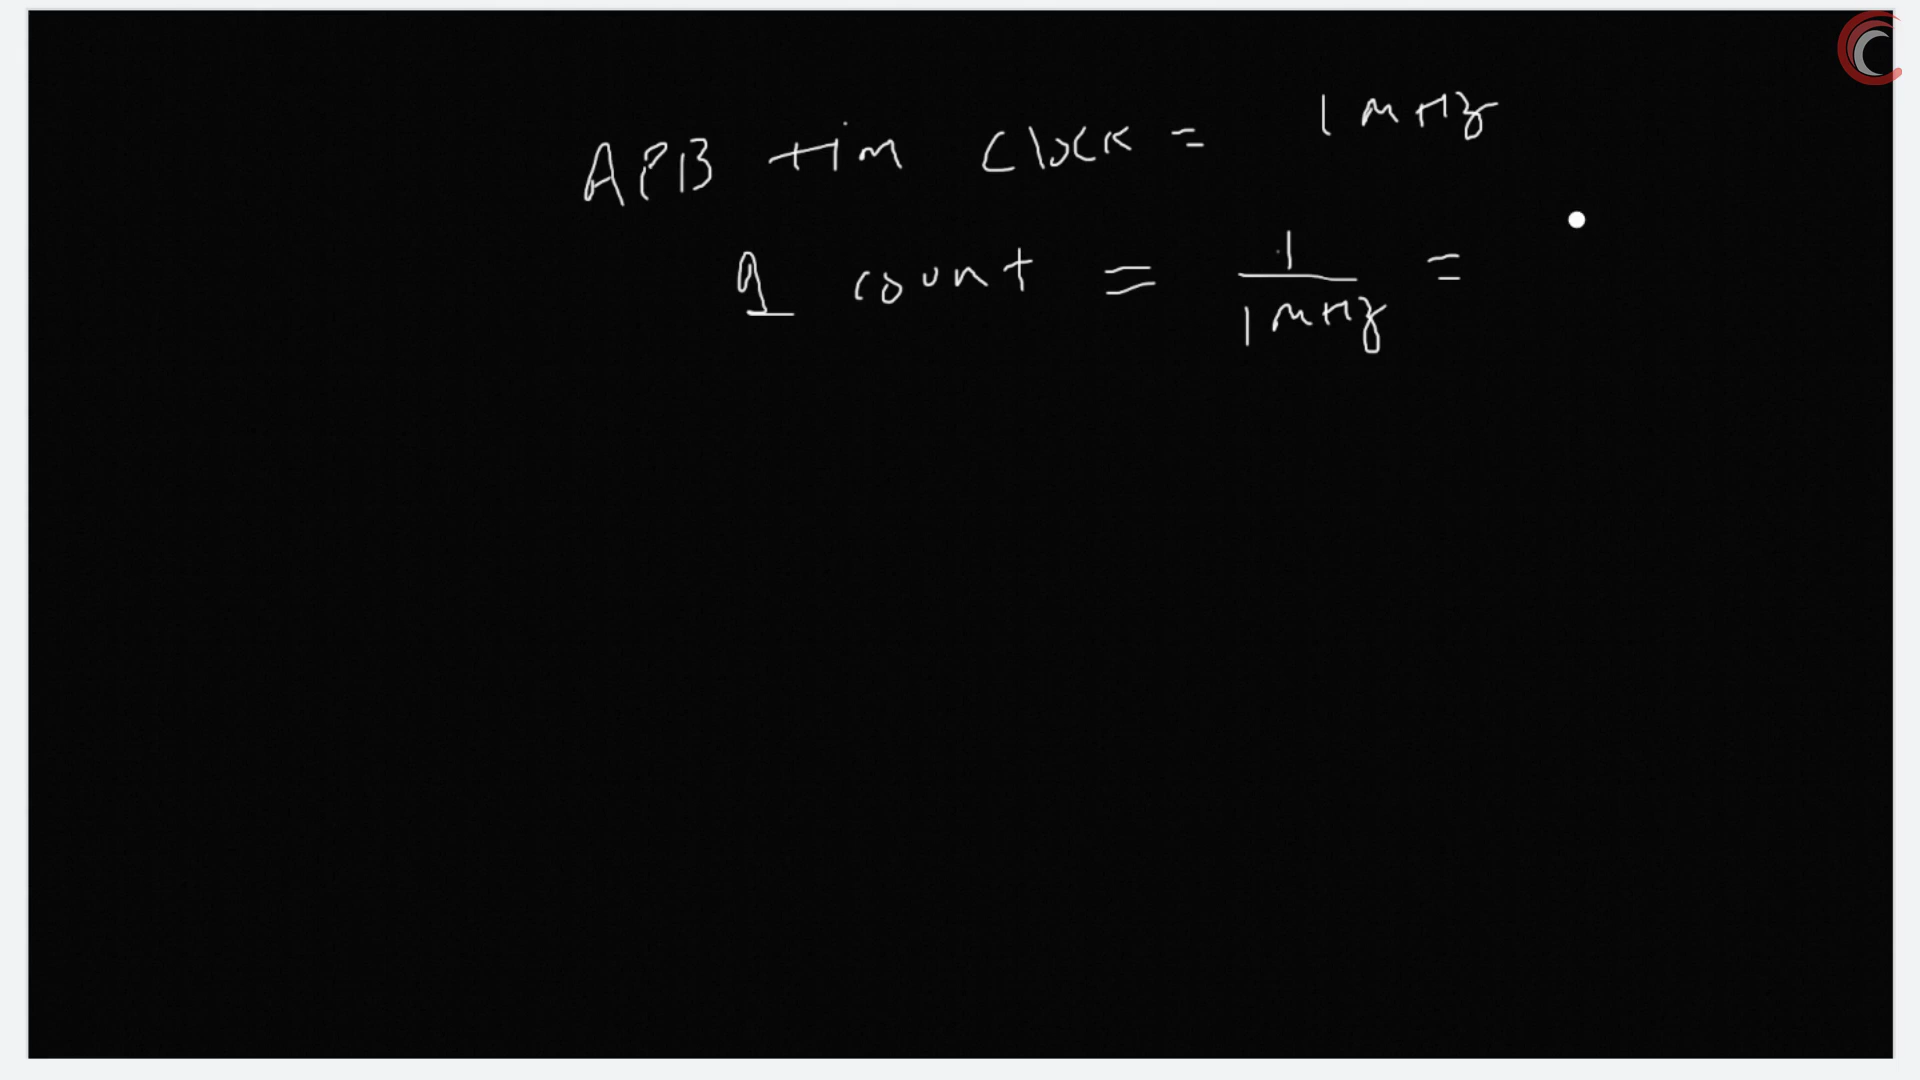 APB tim clock = 1 MHz
1 count = 1 / 1 MHz =